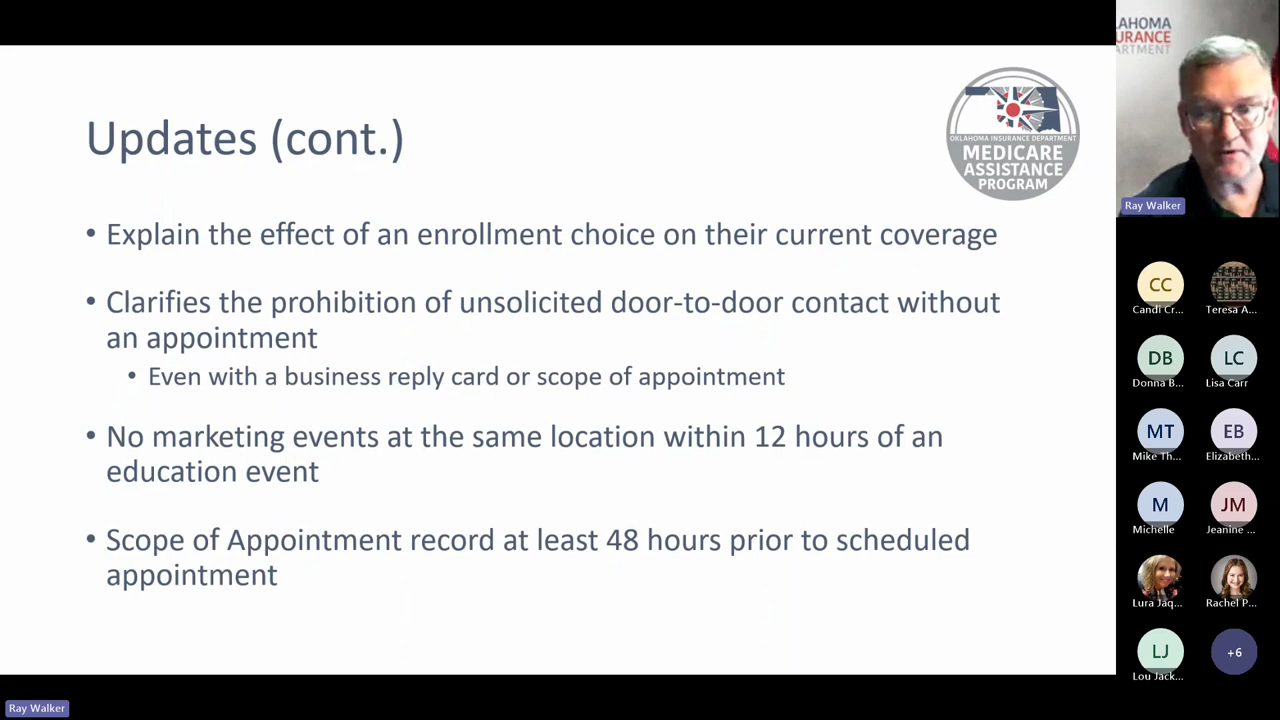 Updates (cont.)
OKLAHOMA INSURANCE DEPARTMENT
MEDICARE
ASSISTANCE
PROGRAM
• Explain the effect of an enrollment choice on their current coverage
• Clarifies the prohibition of unsolicited door-to-door contact without
an appointment
• Even with a business reply card or scope of appointment
• No marketing events at the same location within 12 hours of an
education event
• Scope of Appointment record at least 48 hours prior to scheduled
appointment
AHOMA
URANCE
ARTMENT
Ray Walker
CC
Candi Cr...
Teresa A...
DB
Donna B...
LC
Lisa Carr
MT
Mike Th...
EB
Elizabeth...
M
Michelle
JM
Jeanine ...
Lura Jaq...
Rachel P...
LJ
Lou Jack...
+6
Ray Walker